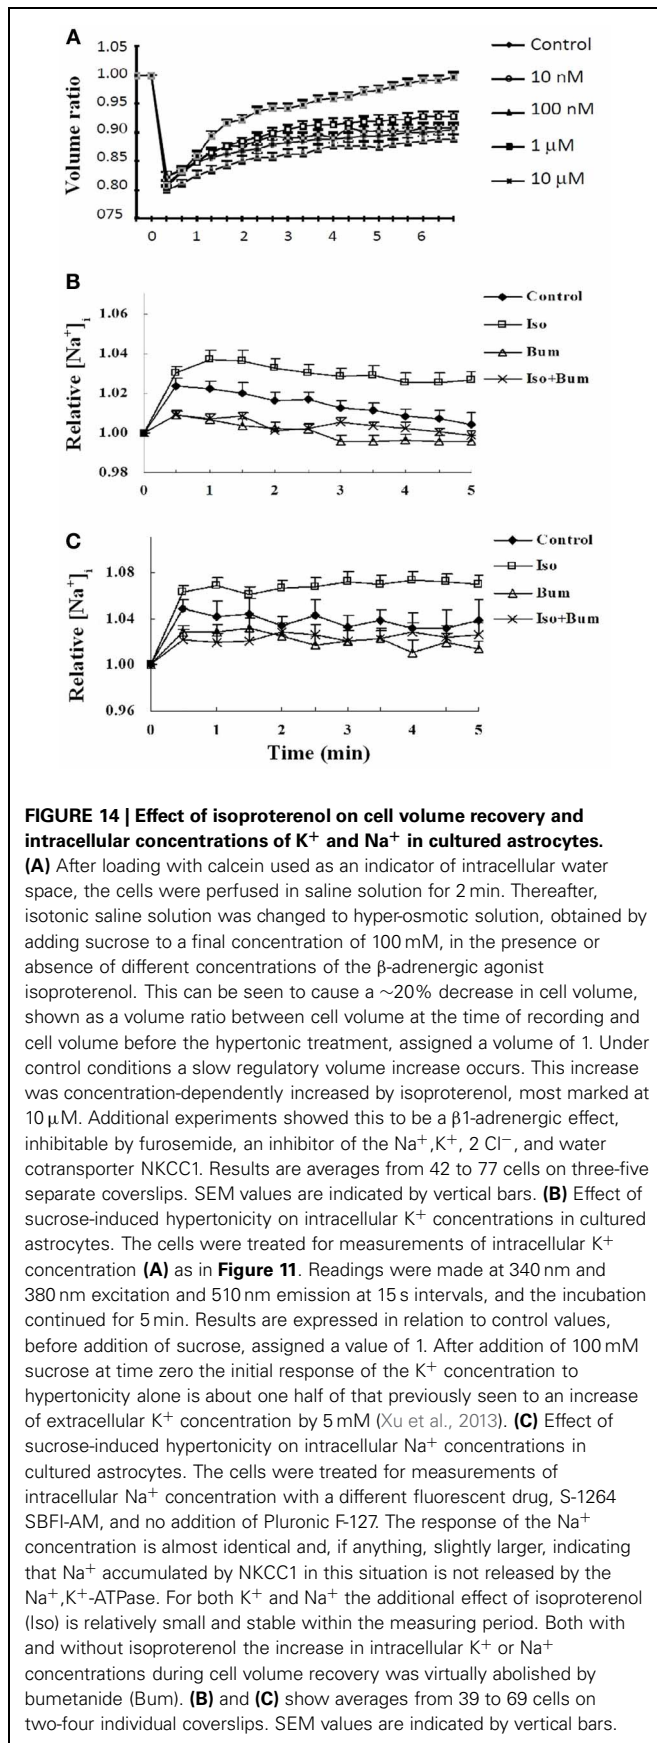 A
1.05
1.00
0.95
0.90
0.85
0.80
075
Volume ratio
0 1 2 3 4 5 6
Control
10 nM
100 nM
1 µM
10 µM
B
1.06
1.04
1.02
1.00
0.98
Relative [Na+]i
0 1 2 3 4 5
Control
Iso
Bum
Iso+Bum
C
1.08
1.04
1.00
0.96
Relative [Na+]i
0 1 2 3 4 5
Time (min)
Control
Iso
Bum
Iso+Bum
FIGURE 14 | Effect of isoproterenol on cell volume recovery and
intracellular concentrations of K+ and Na+ in cultured astrocytes.
(A) After loading with calcein used as an indicator of intracellular water
space, the cells were perfused in saline solution for 2 min. Thereafter,
isotonic saline solution was changed to hyper-osmotic solution, obtained by
adding sucrose to a final concentration of 100 mM, in the presence or
absence of different concentrations of the β-adrenergic agonist
isoproterenol. This can be seen to cause a ∼20% decrease in cell volume,
shown as a volume ratio between cell volume at the time of recording and
cell volume before the hypertonic treatment, assigned a volume of 1. Under
control conditions a slow regulatory volume increase occurs. This increase
was concentration-dependently increased by isoproterenol, most marked at
10 µM. Additional experiments showed this to be a β1-adrenergic effect,
inhibitable by furosemide, an inhibitor of the Na+,K+, 2 Cl−, and water
cotransporter NKCC1. Results are averages from 42 to 77 cells on three-five
separate coverslips. SEM values are indicated by vertical bars. (B) Effect of
sucrose-induced hypertonicity on intracellular K+ concentrations in cultured
astrocytes. The cells were treated for measurements of intracellular K+
concentration (A) as in Figure 11. Readings were made at 340 nm and
380 nm excitation and 510 nm emission at 15 s intervals, and the incubation
continued for 5 min. Results are expressed in relation to control values,
before addition of sucrose, assigned a value of 1. After addition of 100 mM
sucrose at time zero the initial response of the K+ concentration to
hypertonicity alone is about one half of that previously seen to an increase
of extracellular K+ concentration by 5 mM (Xu et al., 2013). (C) Effect of
sucrose-induced hypertonicity on intracellular Na+ concentrations in
cultured astrocytes. The cells were treated for measurements of
intracellular Na+ concentration with a different fluorescent drug, S-1264
SBFI-AM, and no addition of Pluronic F-127. The response of the Na+
concentration is almost identical and, if anything, slightly larger, indicating
that Na+ accumulated by NKCC1 in this situation is not released by the
Na+,K+-ATPase. For both K+ and Na+ the additional effect of isoproterenol
(Iso) is relatively small and stable within the measuring period. Both with
and without isoproterenol the increase in intracellular K+ or Na+
concentrations during cell volume recovery was virtually abolished by
bumetanide (Bum). (B) and (C) show averages from 39 to 69 cells on
two-four individual coverslips. SEM values are indicated by vertical bars.